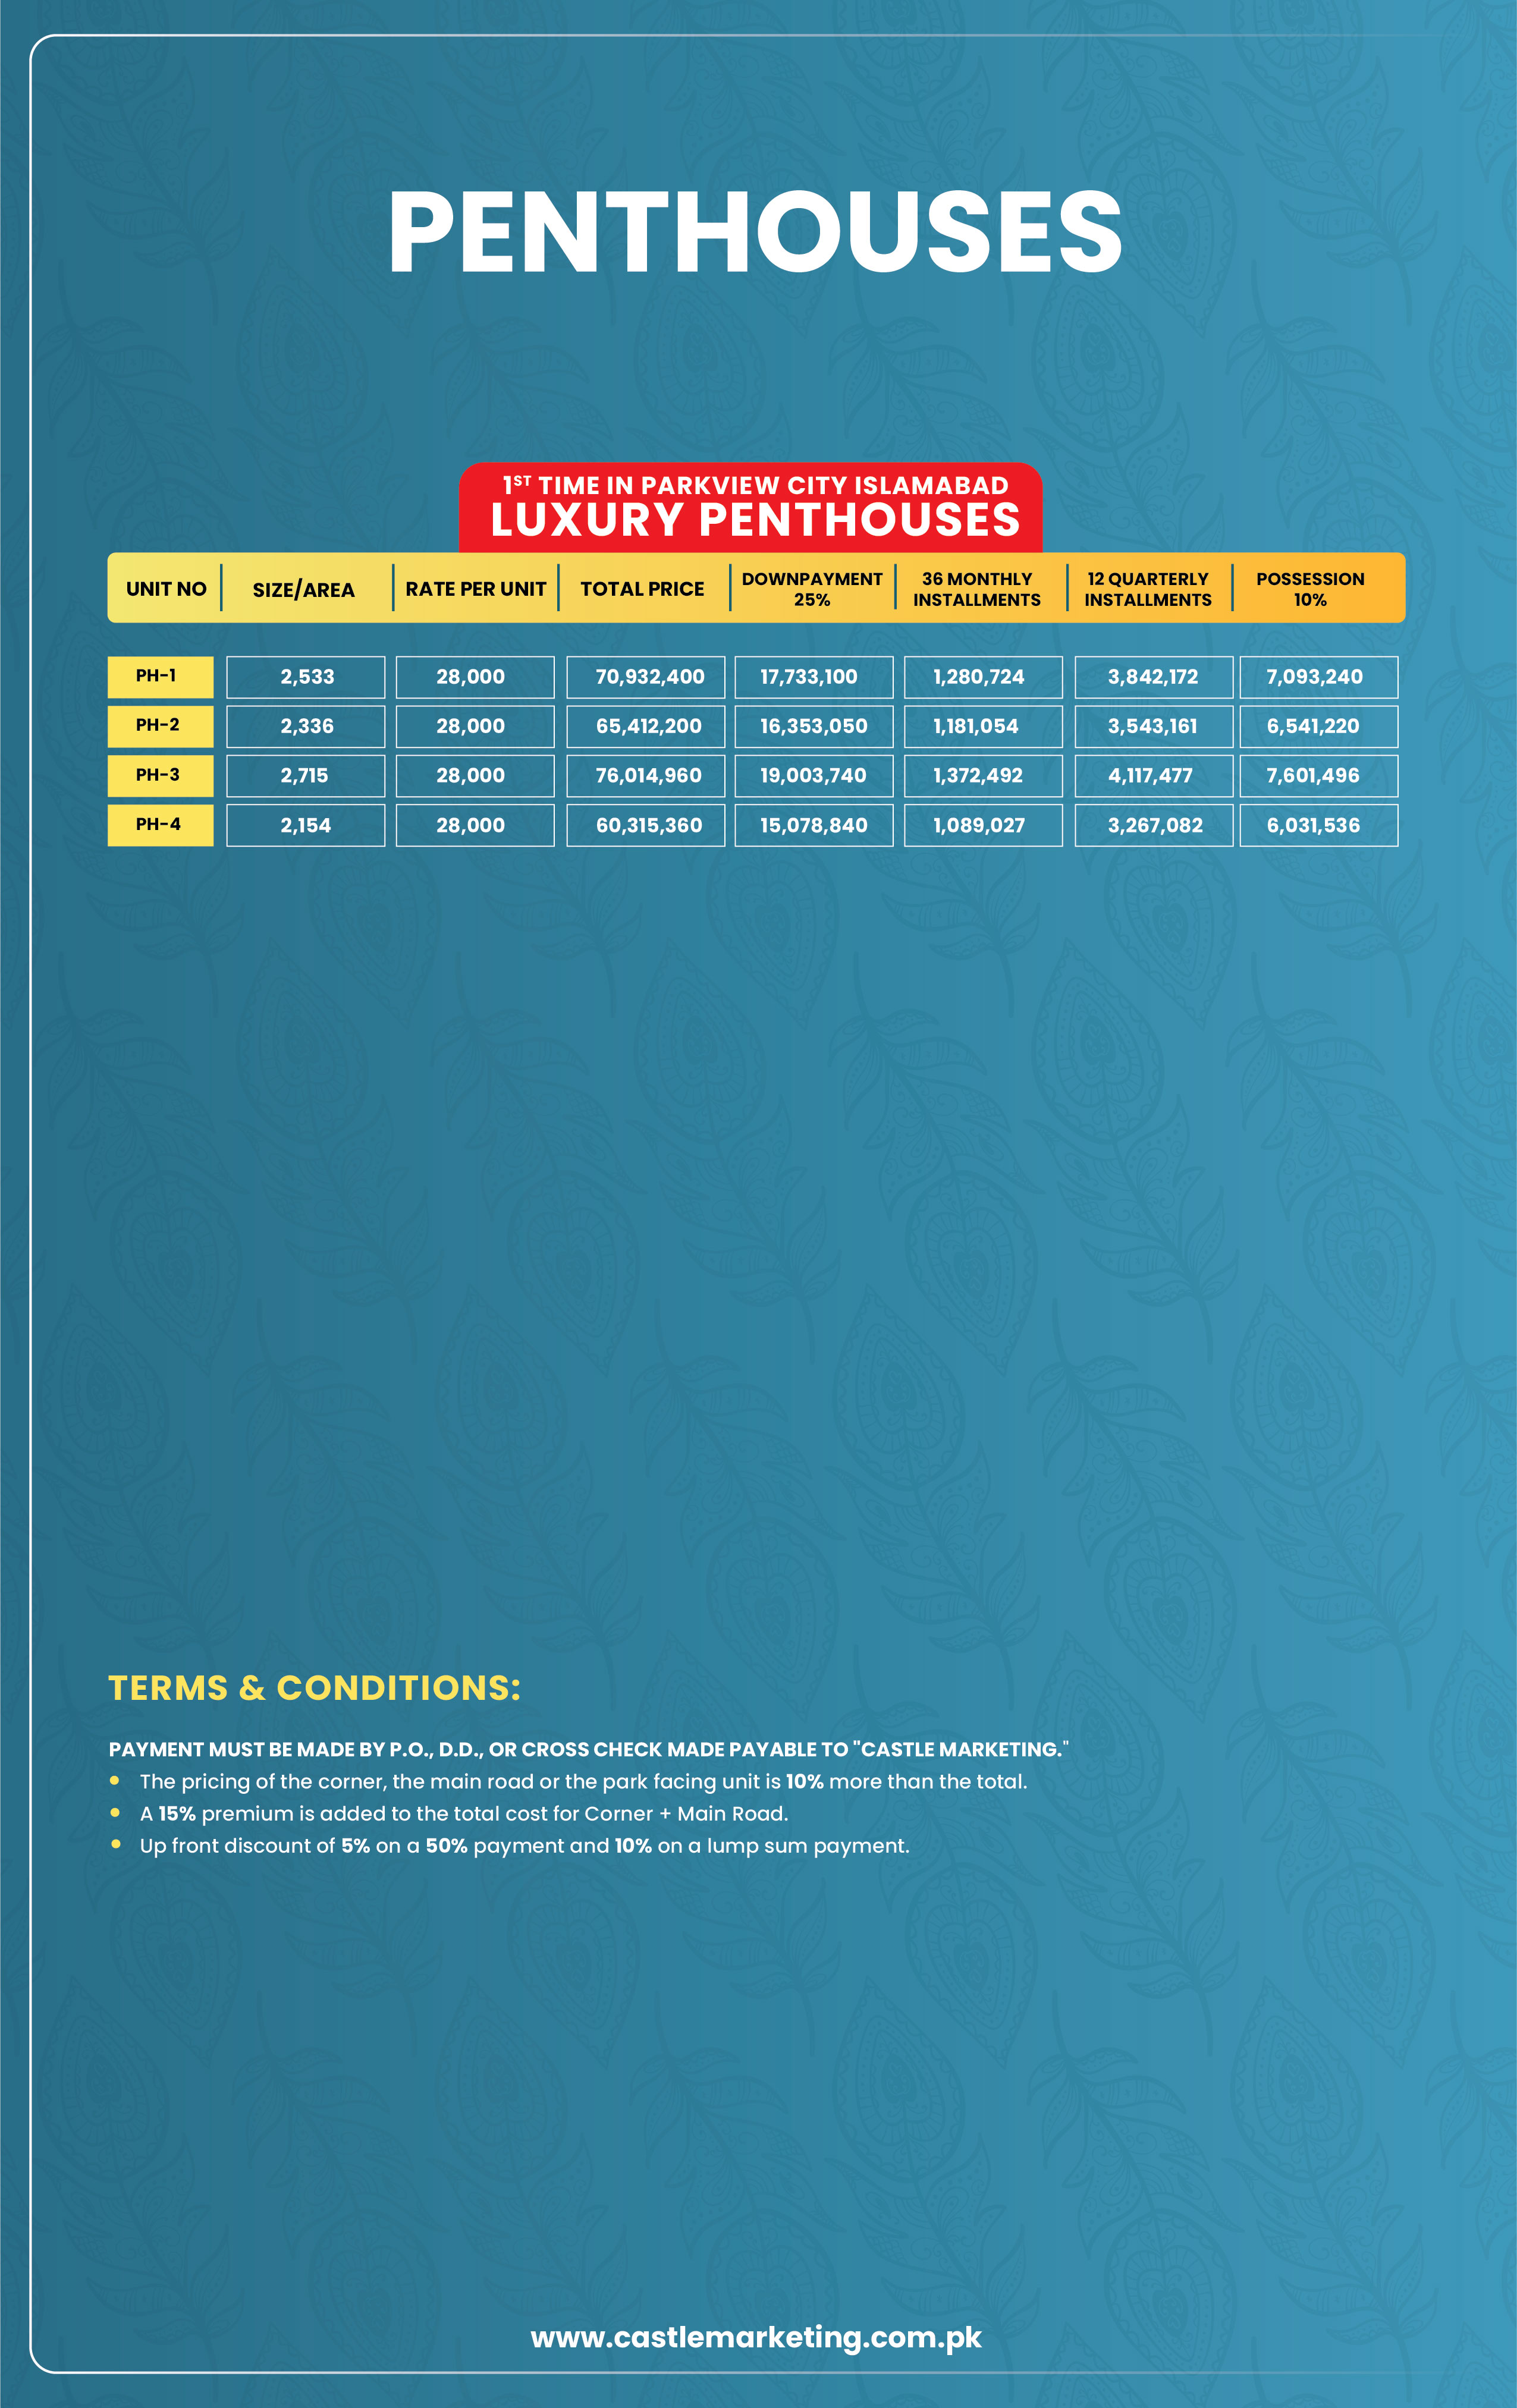 PENTHOUSES
1ST TIME IN PARKVIEW CITY ISLAMABAD
LUXURY PENTHOUSES
UNIT NO SIZE/AREA RATE PER UNIT TOTAL PRICE DOWNPAYMENT 25% 36 MONTHLY INSTALLMENTS 12 QUARTERLY INSTALLMENTS POSSESSION 10%
PH-1 2,533 28,000 70,932,400 17,733,100 1,280,724 3,842,172 7,093,240
PH-2 2,336 28,000 65,412,200 16,353,050 1,181,054 3,543,161 6,541,220
PH-3 2,715 28,000 76,014,960 19,003,740 1,372,492 4,117,477 7,601,496
PH-4 2,154 28,000 60,315,360 15,078,840 1,089,027 3,267,082 6,031,536
TERMS & CONDITIONS:
PAYMENT MUST BE MADE BY P.O., D.D., OR CROSS CHECK MADE PAYABLE TO "CASTLE MARKETING."
• The pricing of the corner, the main road or the park facing unit is 10% more than the total.
• A 15% premium is added to the total cost for Corner + Main Road.
• Up front discount of 5% on a 50% payment and 10% on a lump sum payment.
www.castlemarketing.com.pk